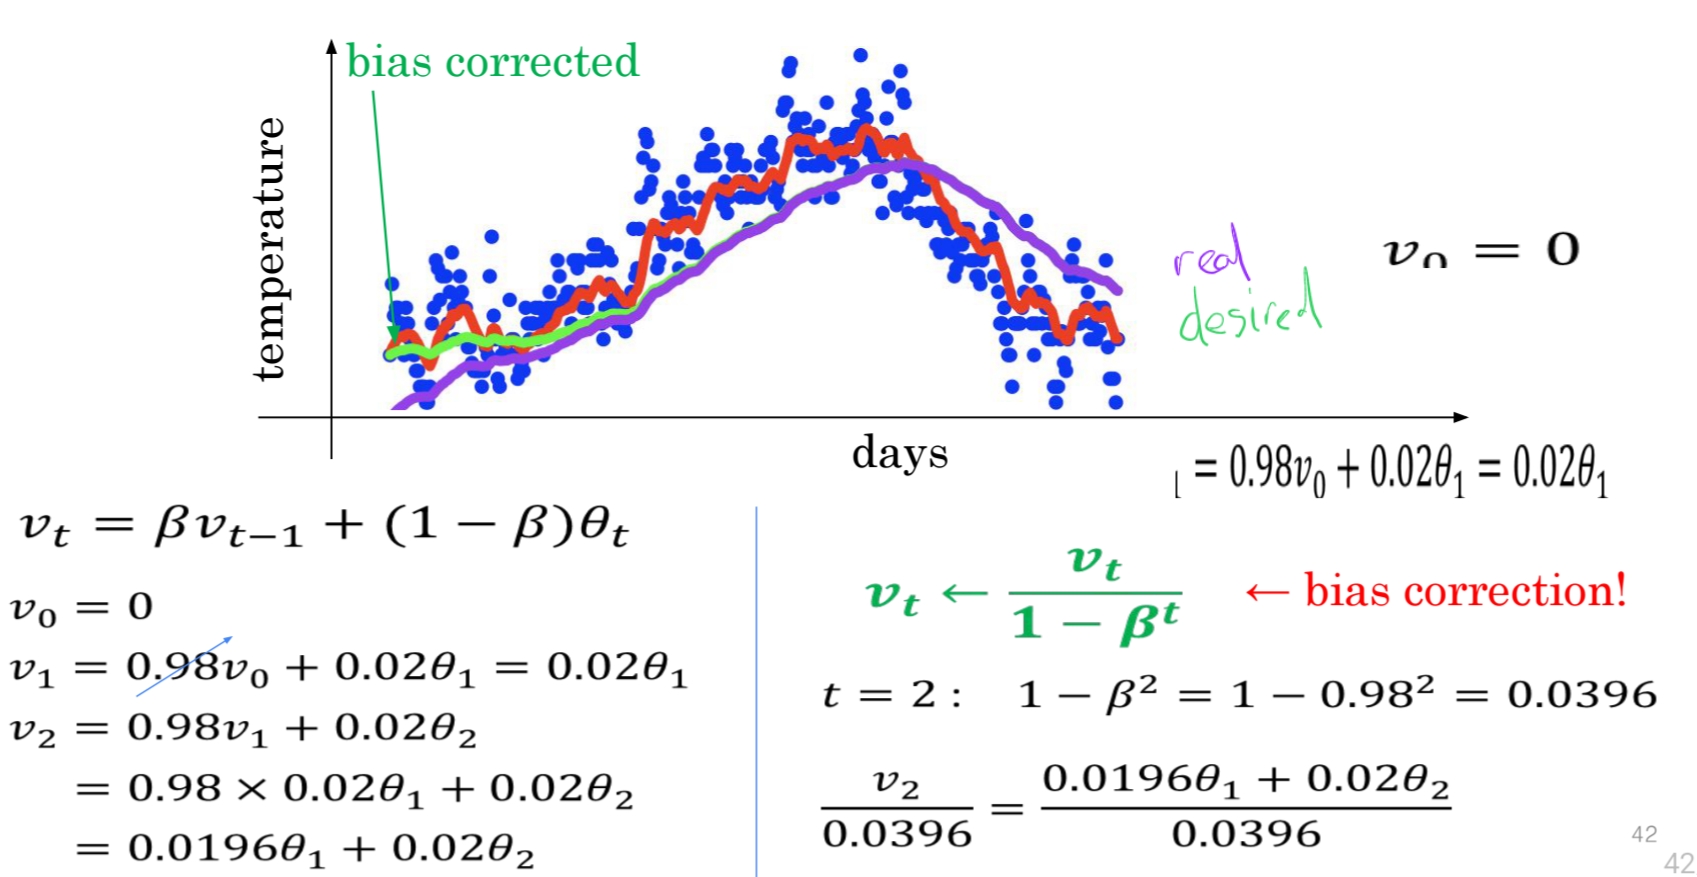 bias corrected
temperature
days
real
desired
v₀ = 0
₁ = 0.98v₀ + 0.02θ₁ = 0.02θ₁
vₜ = βvₜ₋₁ + (1 − β)θₜ
v₀ = 0
v₁ = 0.98v₀ + 0.02θ₁ = 0.02θ₁
v₂ = 0.98v₁ + 0.02θ₂
= 0.98 × 0.02θ₁ + 0.02θ₂
= 0.0196θ₁ + 0.02θ₂
vₜ ← vₜ / (1 − βᵗ) ← bias correction!
t = 2 : 1 − β² = 1 − 0.98² = 0.0396
v₂ / 0.0396 = (0.0196θ₁ + 0.02θ₂) / 0.0396
42
42